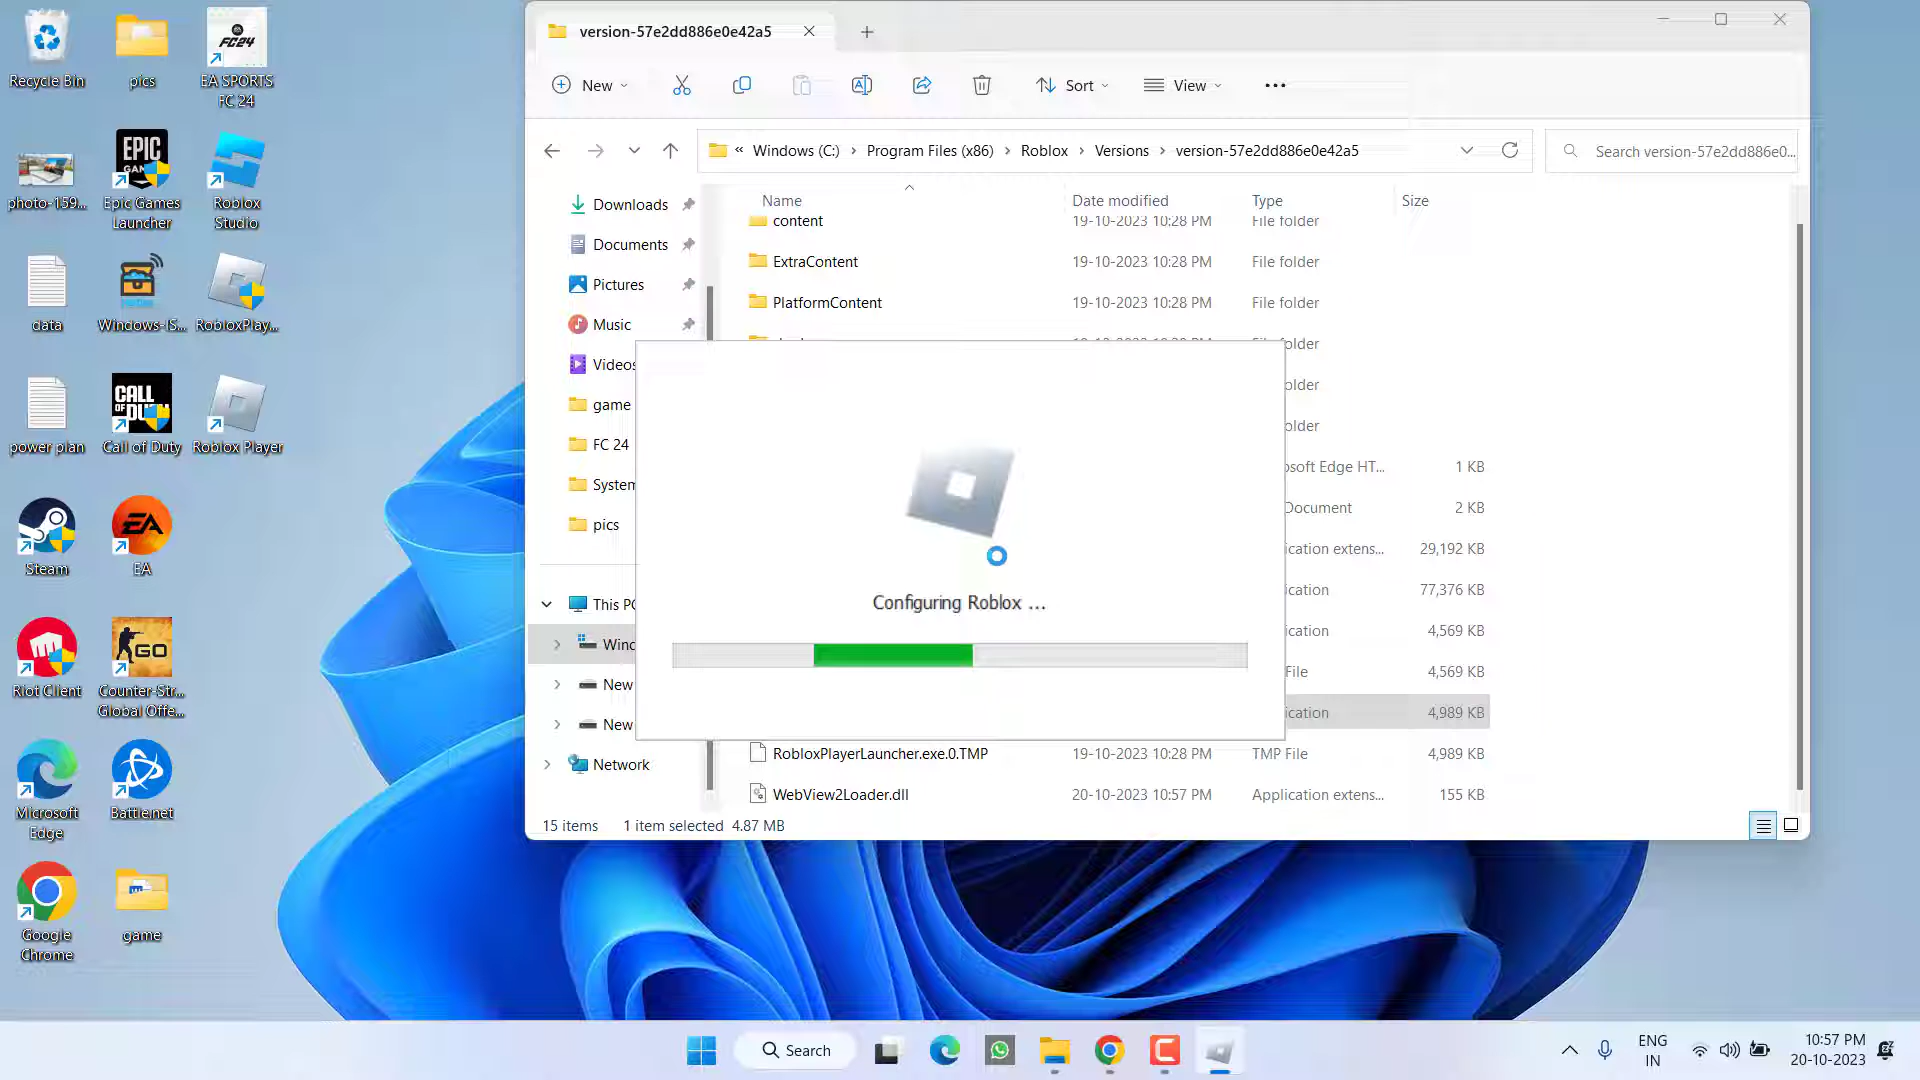 Recycle Bin
pics
EA SPORTS
FC 24
photo-159...
Epic Games
Launcher
Roblox
Studio
data
Windows-IS...
RobloxPlay...
power plan
Call of Duty
Roblox Player
Steam
EA
Riot Client
Counter-Str...
Global Offe...
Microsoft
Edge
Battle.net
Google
Chrome
game
FC24
EPIC
GAMES
CALL OF DUTY
EA
GO
version-57e2dd886e0e42a5
New
Sort
View
« Windows (C:) › Program Files (x86) › Roblox › Versions › version-57e2dd886e0e42a5
Search version-57e2dd886e0...
Downloads
Documents
Pictures
Music
Videos
game
FC 24
System
pics
This PC
Wind
New
New
Network
Name Date modified Type Size
content 19-10-2023 10:28 PM File folder
ExtraContent 19-10-2023 10:28 PM File folder
PlatformContent 19-10-2023 10:28 PM File folder
folder
older
older
osoft Edge HT... 1 KB
Document 2 KB
ication extens... 29,192 KB
ication 77,376 KB
ication 4,569 KB
File 4,569 KB
ication 4,989 KB
RobloxPlayerLauncher.exe.0.TMP 19-10-2023 10:28 PM TMP File 4,989 KB
WebView2Loader.dll 20-10-2023 10:57 PM Application extens... 155 KB
15 items 1 item selected 4.87 MB
Configuring Roblox ...
Search
ENG
IN
10:57 PM
20-10-2023